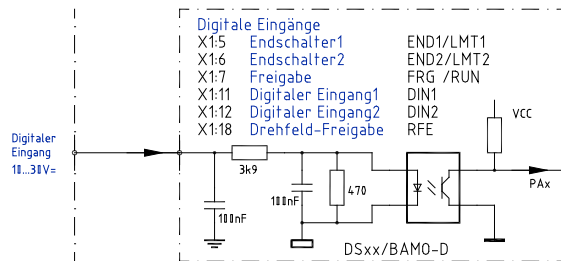 Digitale Eingänge
X1:5 Endschalter1 END1/LMT1
X1:6 Endschalter2 END2/LMT2
X1:7 Freigabe FRG /RUN
X1:11 Digitaler Eingang1 DIN1
X1:12 Digitaler Eingang2 DIN2
X1:18 Drehfeld-Freigabe RFE
VCC
Digitaler
Eingang
10...30V=
3k9
PAx
100nF
470
100nF
DSxx/BAMO-D